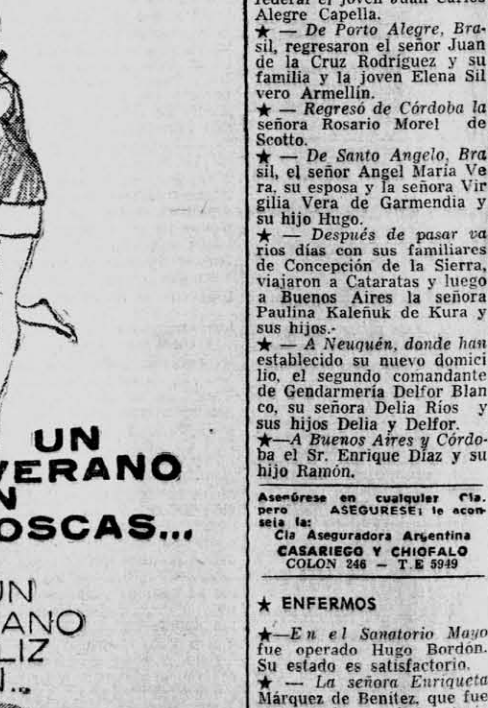 UN
VERANO
N
OSCAS...
UN
ANO
LIZ
N..
federal el joven Juan Carlos
Alegre Capella.
★ — De Porto Alegre, Bra-
sil, regresaron el señor Juan
de la Cruz Rodríguez y su
familia y la joven Elena Sil
vero Armellín.
★ — Regresó de Córdoba la
señora Rosario Morel de
Scotto.
★ — De Santo Angelo, Bra
sil, el señor Angel María Ve
ra, su esposa y la señora Vir
gilia Vera de Garmendia y
su hijo Hugo.
★ — Después de pasar va
rios días con sus familiares
de Concepción de la Sierra,
viajaron a Cataratas y luego
a Buenos Aires la señora
Paulina Kaleñuk de Kura y
sus hijos.-
★ — A Neuquén, donde han
establecido su nuevo domici
lio, el segundo comandante
de Gendarmería Delfor Blan
co, su señora Delia Ríos y
sus hijos Delia y Delfor.
★—A Buenos Aires y Córdo-
ba el Sr. Enrique Díaz y su
hijo Ramón.
Asegúrese en cualquier Cía.
pero ASEGURESE; le acon-
seja la:
Cía Aseguradora Argentina
CASARIEGO Y CHIOFALO
COLON 246 — T.E 5949
★ ENFERMOS
★—En el Sanatorio Mayo
fue operado Hugo Bordón.
Su estado es satisfactorio.
★ — La señora Enriqueta
Márquez de Benítez, que fue